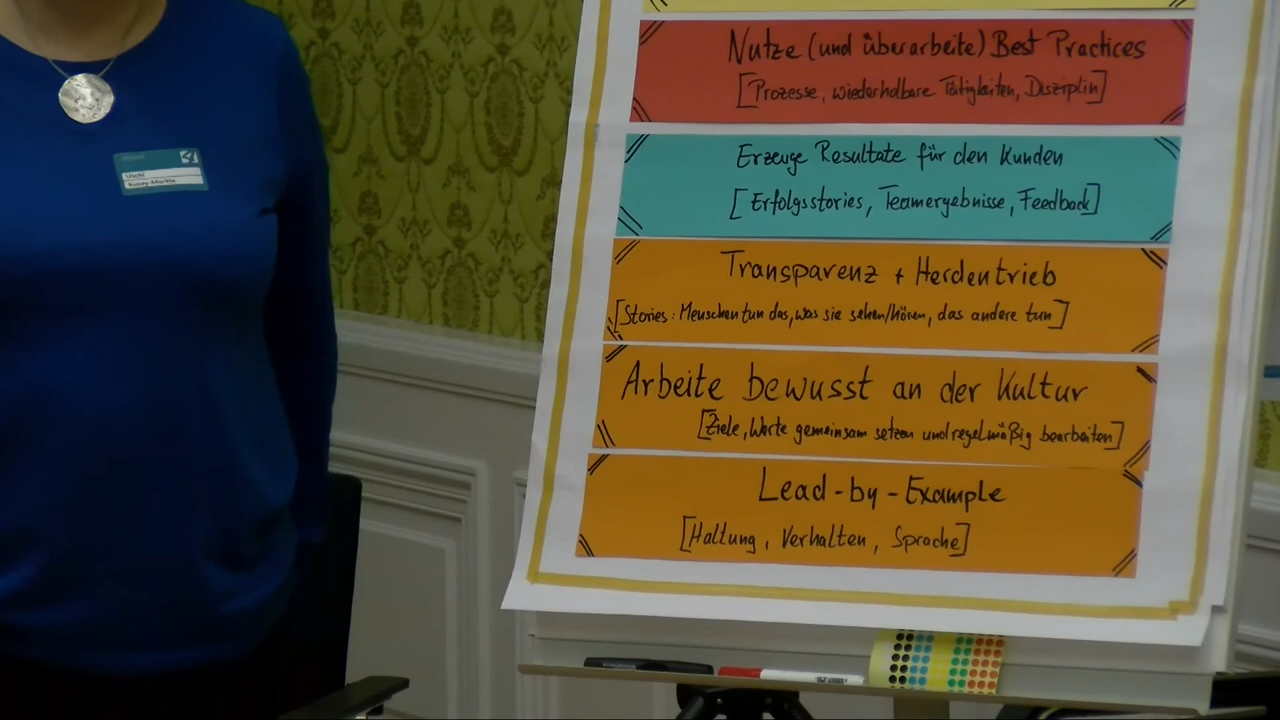 Uschi
Nutze (und überarbeite) Best Practices
[Prozesse, wiederholbare Tätigkeiten, Disziplin]
Erzeuge Resultate für den Kunden
[Erfolgsstories, Teamergebnisse, Feedback]
Transparenz + Herdentrieb
[Stories: Menschen tun das, was sie sehen/hören, das andere tun]
Arbeite bewusst an der Kultur
[Ziele, Werte gemeinsam setzen und regelmäßig bearbeiten]
Lead-by-Example
[Haltung, Verhalten, Sprache]